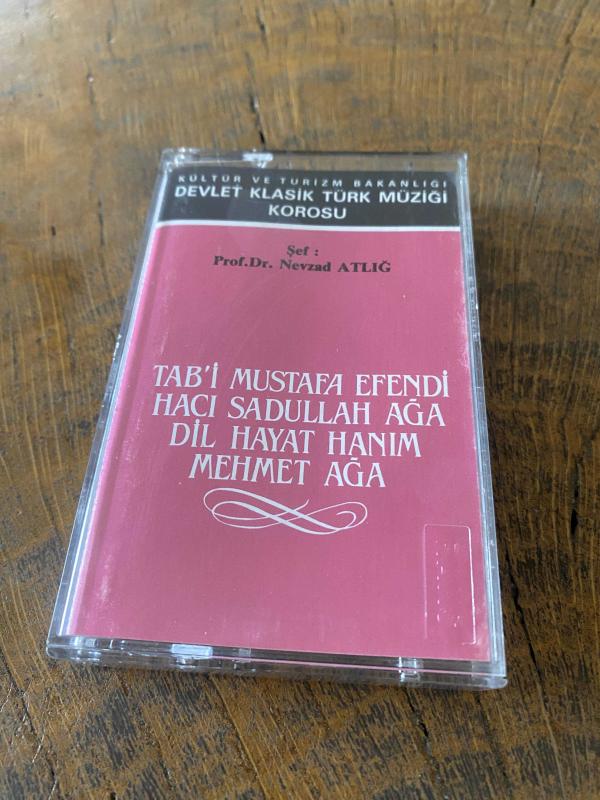 KÜLTÜR VE TURİZM BAKANLIĞI
DEVLET KLASİK TÜRK MÜZİĞİ
KOROSU
Şef :
Prof.Dr. Nevzad ATLIĞ
TAB'İ MUSTAFA EFENDİ
HACI SADULLAH AĞA
DİL HAYAT HANIM
MEHMET AĞA